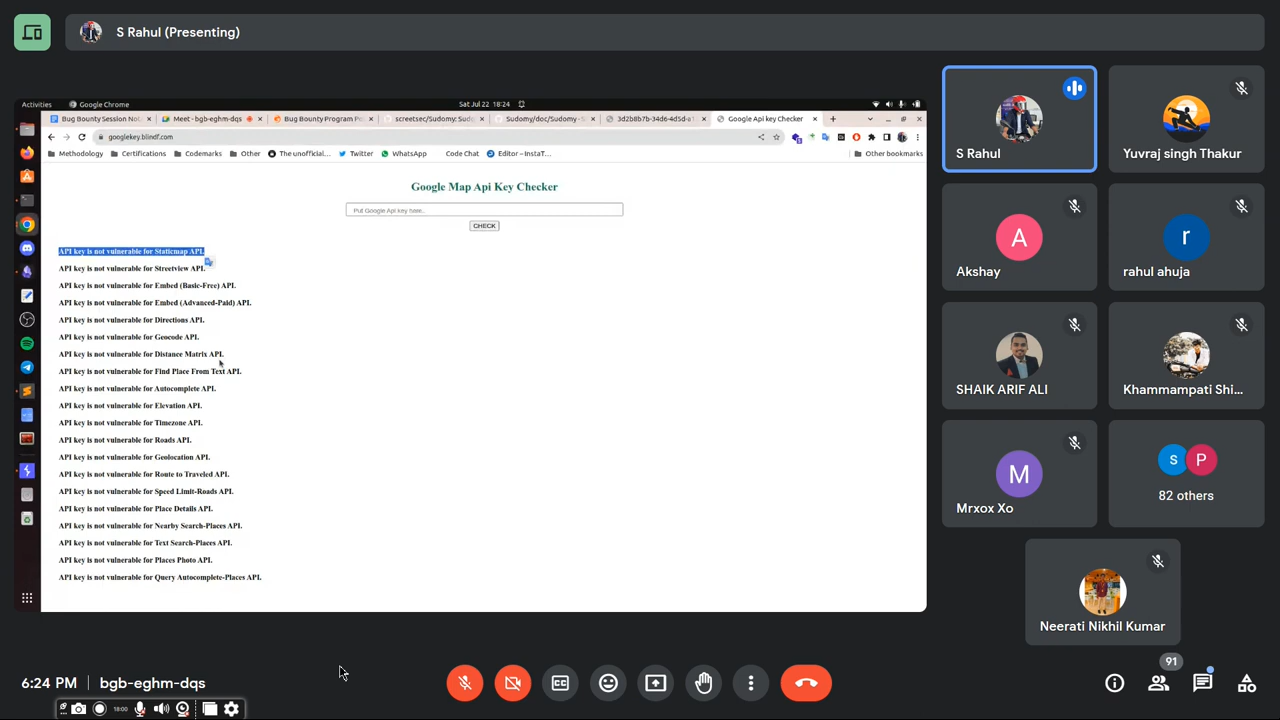 S Rahul (Presenting)
Activities
Google Chrome
Sat Jul 22 18:24
Bug Bounty Session Not
Meet - bgb-eghm-dqs
Bug Bounty Program Po
screetsec/Sudomy: Sud
Sudomy/doc/Sudomy - S
3d2b8b7b-34d6-4d5d-a
Google Api key Checker
googlekey.blindf.com
Methodology
Certifications
Codemarks
Other
The unofficial...
Twitter
WhatsApp
Code Chat
Editor – InstaT...
Other bookmarks
Google Map Api Key Checker
Put Google Api key here..
CHECK
API key is not vulnerable for Staticmap API.
API key is not vulnerable for Streetview API.
API key is not vulnerable for Embed (Basic-Free) API.
API key is not vulnerable for Embed (Advanced-Paid) API.
API key is not vulnerable for Directions API.
API key is not vulnerable for Geocode API.
API key is not vulnerable for Distance Matrix API.
API key is not vulnerable for Find Place From Text API.
API key is not vulnerable for Autocomplete API.
API key is not vulnerable for Elevation API.
API key is not vulnerable for Timezone API.
API key is not vulnerable for Roads API.
API key is not vulnerable for Geolocation API.
API key is not vulnerable for Route to Traveled API.
API key is not vulnerable for Speed Limit-Roads API.
API key is not vulnerable for Place Details API.
API key is not vulnerable for Nearby Search-Places API.
API key is not vulnerable for Text Search-Places API.
API key is not vulnerable for Places Photo API.
API key is not vulnerable for Query Autocomplete-Places API.
S Rahul
Yuvraj singh Thakur
A
Akshay
r
rahul ahuja
SHAIK ARIF ALI
Khammampati Shi...
M
Mrxox Xo
s P
82 others
Neerati Nikhil Kumar
6:24 PM | bgb-eghm-dqs
91
18:00